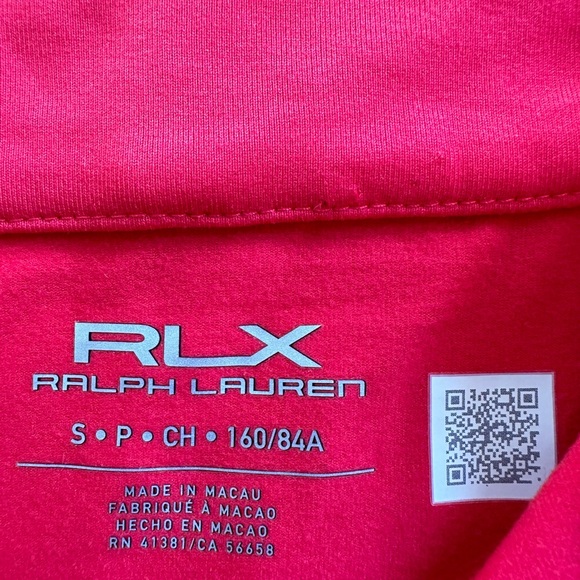 RLX
RALPH LAUREN
S • P • CH • 160/84A
MADE IN MACAU
FABRIQUÉ À MACAO
HECHO EN MACAO
RN 41381/CA 56658